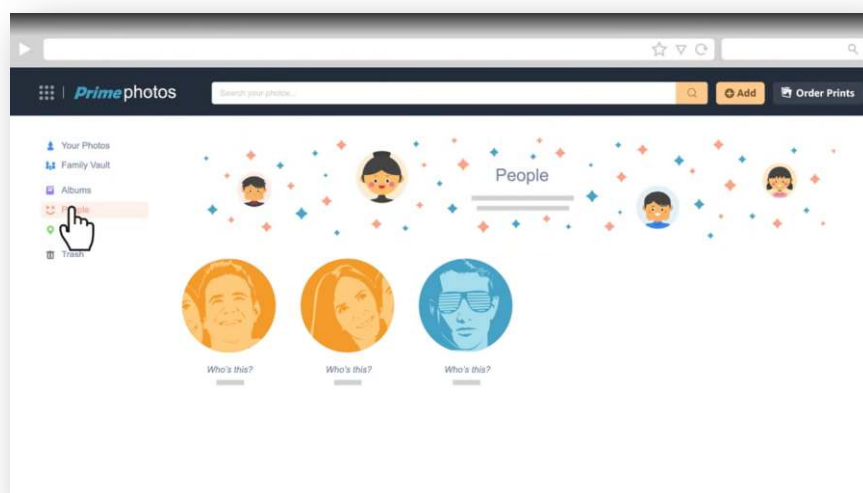 Prime photos
Search your photos...
Add
Order Prints
Your Photos
Family Vault
Albums
People
Trash
People
Who's this?
Who's this?
Who's this?